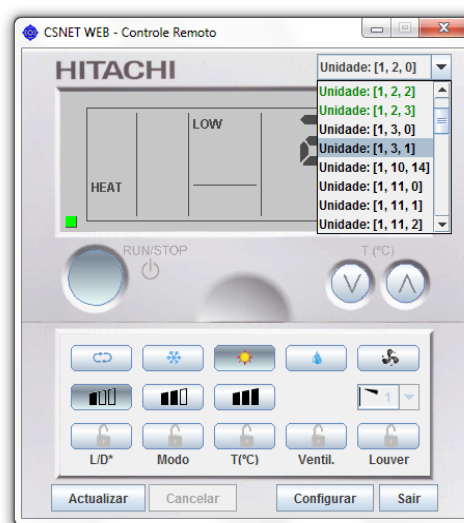 CSNET WEB - Controle Remoto
HITACHI
Unidade: [1, 2, 0]
Unidade: [1, 2, 2]
Unidade: [1, 2, 3]
Unidade: [1, 3, 0]
Unidade: [1, 3, 1]
Unidade: [1, 10, 14]
Unidade: [1, 11, 0]
Unidade: [1, 11, 1]
Unidade: [1, 11, 2]
LOW
HEAT
RUN/STOP
T (ºC)
1
L/D* Modo T(ºC) Ventil. Louver
Actualizar Cancelar Configurar Sair